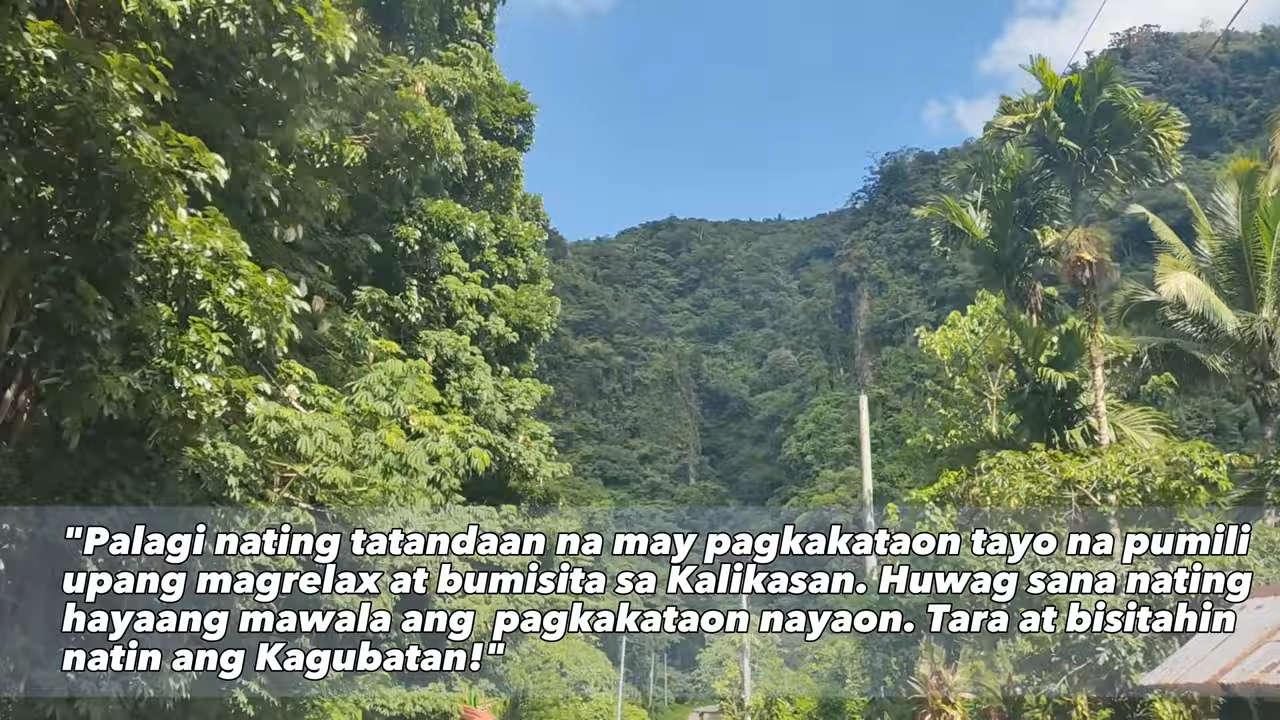 "Palagi nating tatandaan na may pagkakataon tayo na pumili
upang magrelax at bumisita sa Kalikasan. Huwag sana nating
hayaang mawala ang  pagkakataon nayaon. Tara at bisitahin
natin ang Kagubatan!"